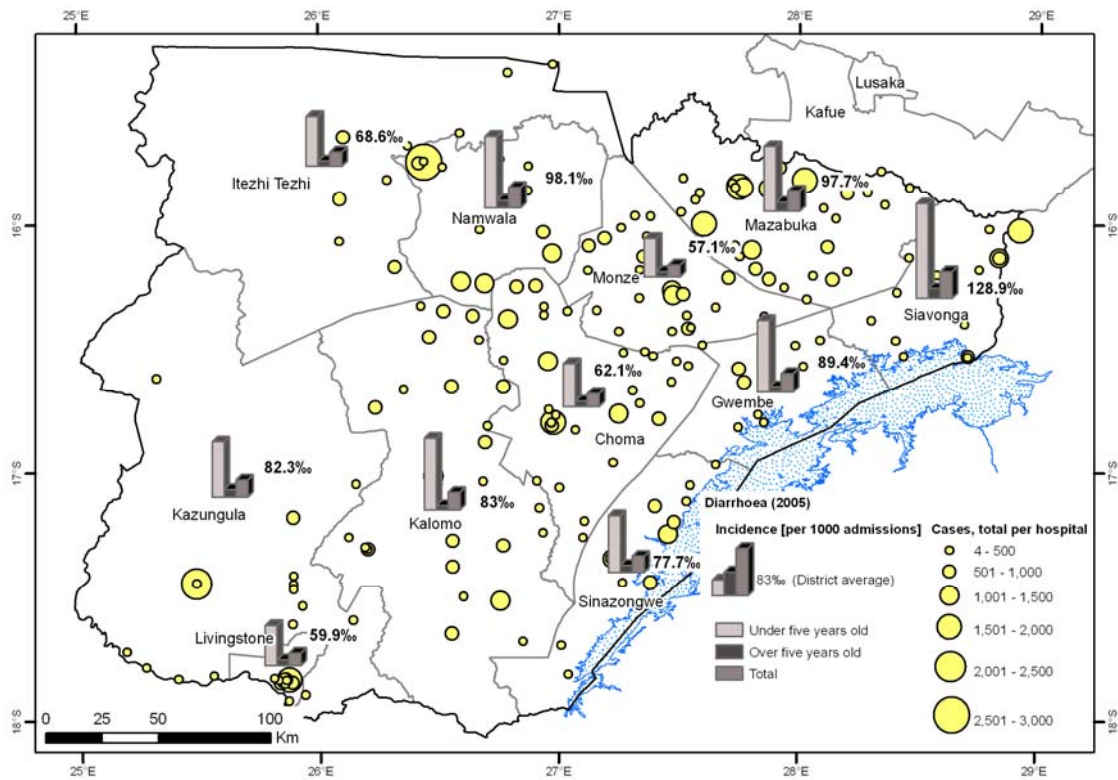 25°E 26°E 27°E 28°E 29°E
Lusaka
Kafue
68.6‰
Itezhi Tezhi
98.1‰
Namwala
97.7‰
Mazabuka
16°S 16°S
57.1‰
Monze
128.9‰
Siavonga
62.1‰
89.4‰
Gwembe
Choma
17°S 17°S
82.3‰
Kazungula
83‰
Kalomo
77.7‰
Sinazongwe
59.9‰
Livingstone
Diarrhoea (2005)
Incidence [per 1000 admissions]
83‰ (District average)
Under five years old
Over five years old
Total
Cases, total per hospital
4 - 500
501 - 1,000
1,001 - 1,500
1,501 - 2,000
2,001 - 2,500
2,501 - 3,000
18°S 18°S
0 25 50 100
Km
25°E 26°E 27°E 28°E 29°E